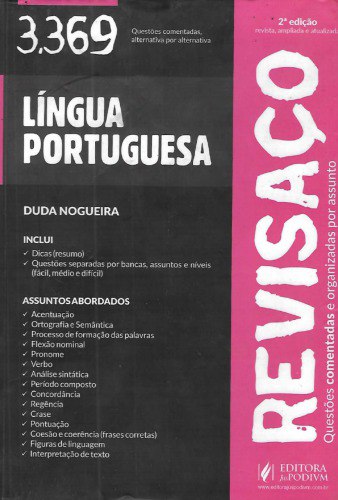 3.369
Questões comentadas,
alternativa por alternativa
2ª edição
revista, ampliada e atualizada
LÍNGUA
PORTUGUESA
DUDA NOGUEIRA
INCLUI
✓ Dicas (resumo)
✓ Questões separadas por bancas, assuntos e níveis
(fácil, médio e difícil)
ASSUNTOS ABORDADOS
✓ Acentuação
✓ Ortografia e Semântica
✓ Processo de formação das palavras
✓ Flexão nominal
✓ Pronome
✓ Verbo
✓ Análise sintática
✓ Período composto
✓ Concordância
✓ Regência
✓ Crase
✓ Pontuação
✓ Coesão e coerência (frases corretas)
✓ Figuras de linguagem
✓ Interpretação de texto
REVISAÇO
Questões comentadas e organizadas por assunto
EDITORA
JusPODIVM
www.editorajuspodivm.com.br